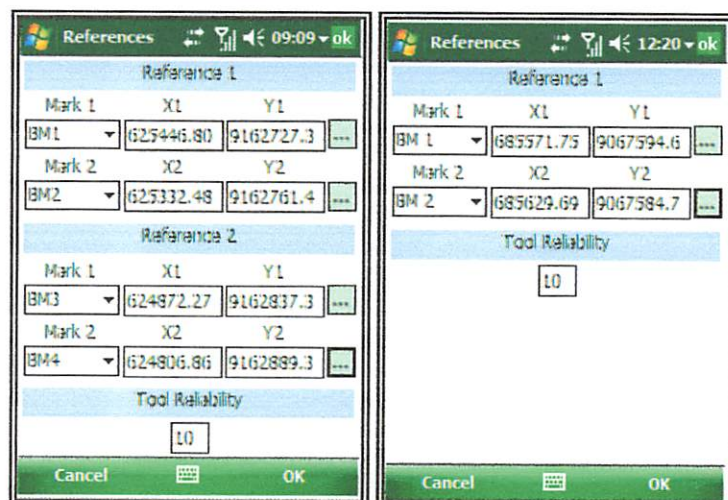 References 09:09 ok
Reference 1
Mark 1 X1 Y1
BM1 625446.80 9162727.3 ...
Mark 2 X2 Y2
BM2 625332.48 9162761.4 ...
Reference 2
Mark 1 X1 Y1
BM3 624872.27 9162837.3 ...
Mark 2 X2 Y2
BM4 624806.86 9162889.3 ...
Tool Reliability
10
Cancel OK
References 12:20 ok
Reference 1
Mark 1 X1 Y1
BM 1 685571.75 9067594.6 ...
Mark 2 X2 Y2
BM 2 685629.69 9067584.7 ...
Tool Reliability
10
Cancel OK